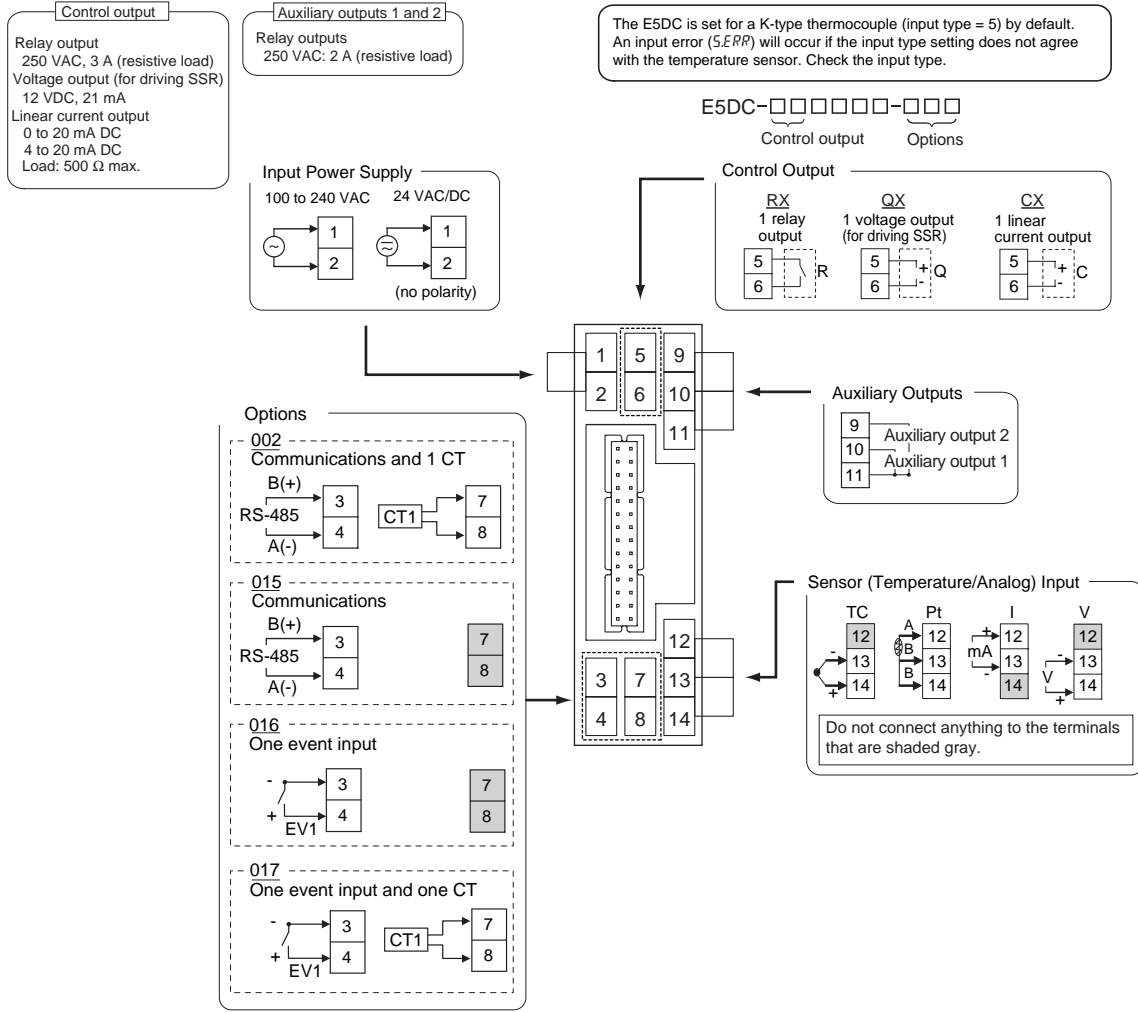 Control output
Relay output
250 VAC, 3 A (resistive load)
Voltage output (for driving SSR)
12 VDC, 21 mA
Linear current output
0 to 20 mA DC
4 to 20 mA DC
Load: 500 Ω max.
Auxiliary outputs 1 and 2
Relay outputs
250 VAC: 2 A (resistive load)
The E5DC is set for a K-type thermocouple (input type = 5) by default.
An input error (S.ERR) will occur if the input type setting does not agree
with the temperature sensor. Check the input type.
E5DC-□□□□□□-□□□
Control output Options
Input Power Supply
100 to 240 VAC 24 VAC/DC
1 1
2 2
(no polarity)
Control Output
RX QX CX
1 relay 1 voltage output 1 linear
output (for driving SSR) current output
5 5 + 5 +
R Q C
6 6 - 6 -
1 5 9
2 6 10
11
Auxiliary Outputs
9
Auxiliary output 2
10
Auxiliary output 1
11
Options
002
Communications and 1 CT
B(+)
3 7
RS-485 CT1
4 8
A(-)
015
Communications
B(+)
3 7
RS-485
4 8
A(-)
016
One event input
- 3 7
+ 4 8
EV1
017
One event input and one CT
- 3 7
CT1
+ 4 8
EV1
12
3 7 13
4 8 14
Sensor (Temperature/Analog) Input
TC Pt I V
12 A 12 + 12 12
- 13 B 13 mA 13 - 13
+ 14 B 14 - 14 V + 14
Do not connect anything to the terminals
that are shaded gray.